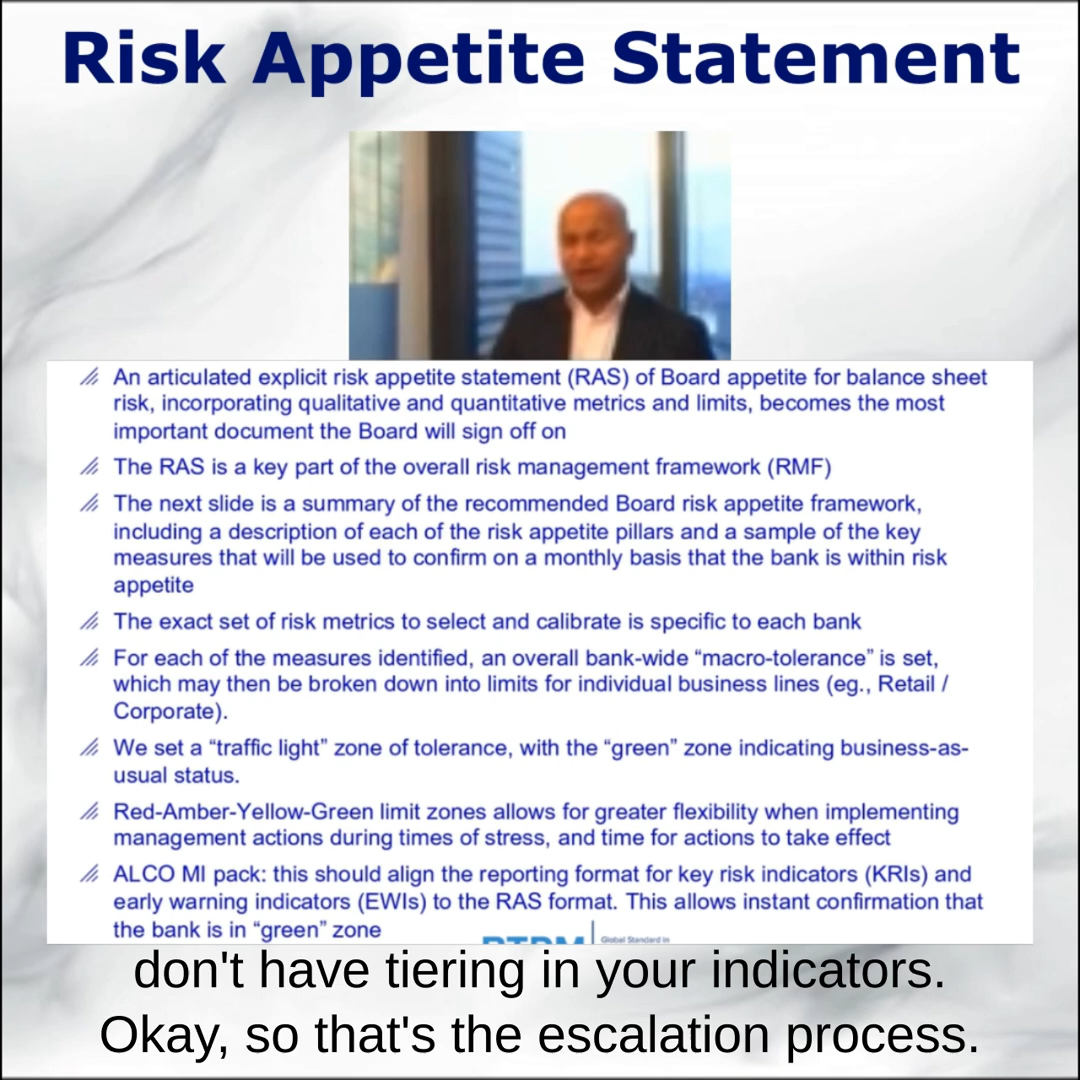 Risk Appetite Statement
An articulated explicit risk appetite statement (RAS) of Board appetite for balance sheet
risk, incorporating qualitative and quantitative metrics and limits, becomes the most
important document the Board will sign off on
The RAS is a key part of the overall risk management framework (RMF)
The next slide is a summary of the recommended Board risk appetite framework,
including a description of each of the risk appetite pillars and a sample of the key
measures that will be used to confirm on a monthly basis that the bank is within risk
appetite
The exact set of risk metrics to select and calibrate is specific to each bank
For each of the measures identified, an overall bank-wide “macro-tolerance” is set,
which may then be broken down into limits for individual business lines (eg., Retail /
Corporate).
We set a “traffic light” zone of tolerance, with the “green” zone indicating business-as-
usual status.
Red-Amber-Yellow-Green limit zones allows for greater flexibility when implementing
management actions during times of stress, and time for actions to take effect
ALCO MI pack: this should align the reporting format for key risk indicators (KRIs) and
early warning indicators (EWIs) to the RAS format. This allows instant confirmation that
the bank is in “green” zone
Global Standard in
don't have tiering in your indicators.
Okay, so that's the escalation process.